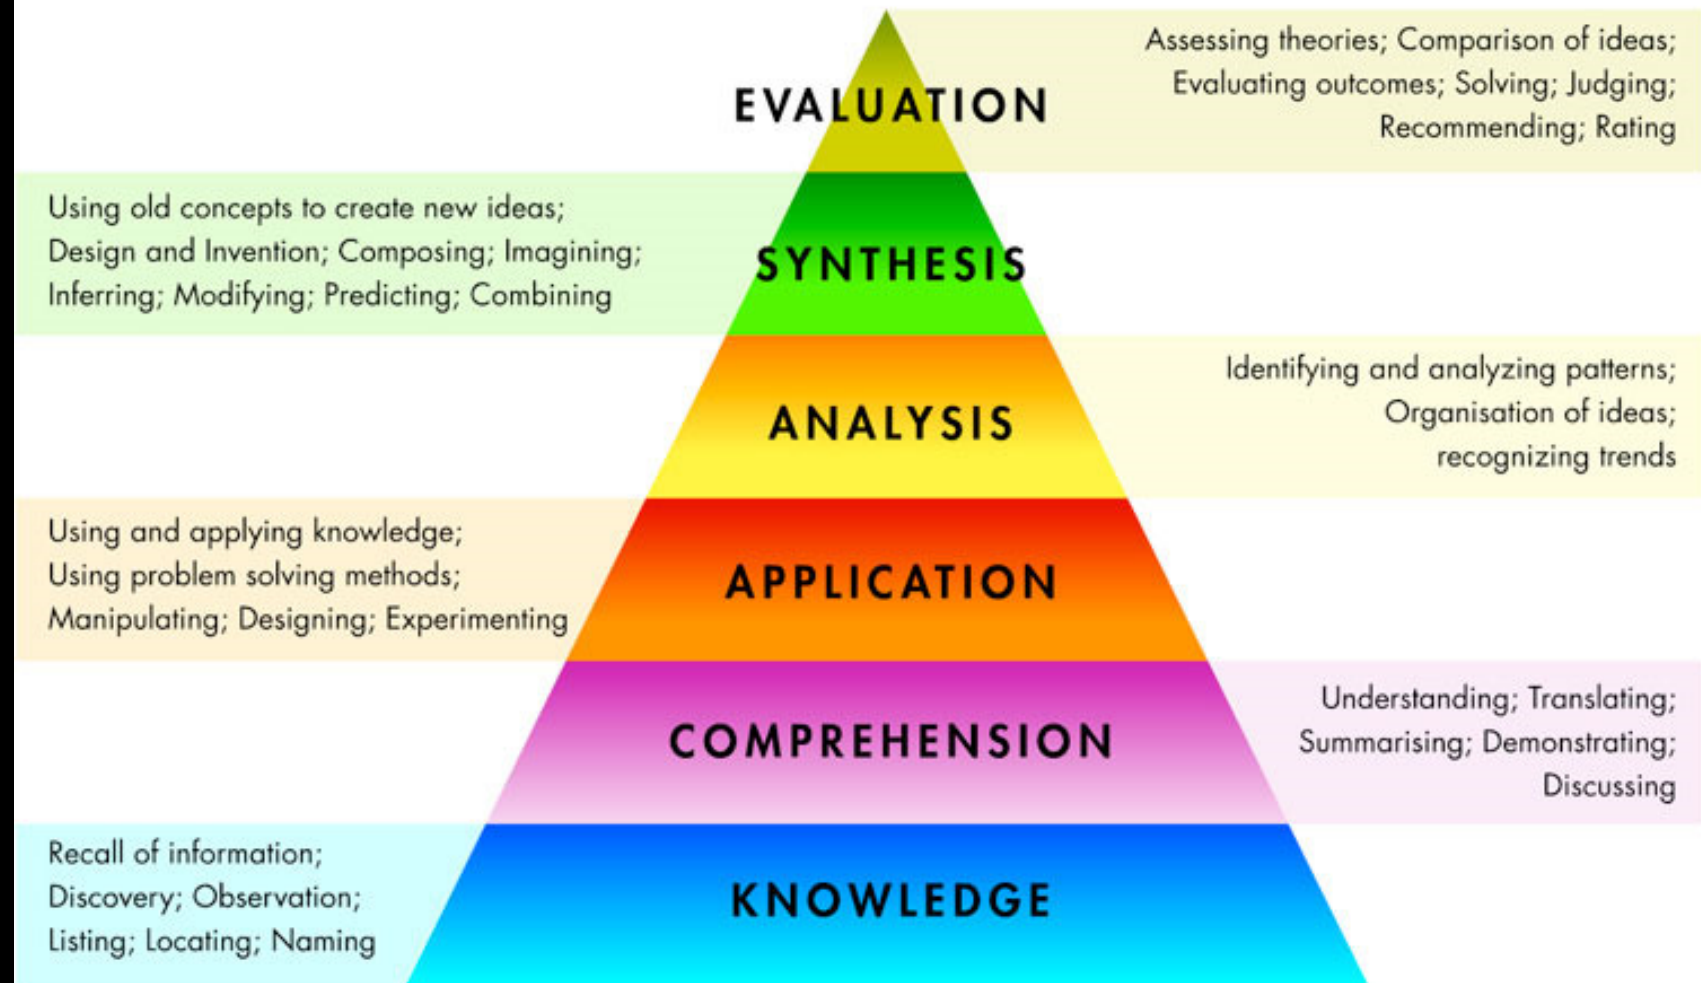 EVALUATION
Assessing theories; Comparison of ideas;
Evaluating outcomes; Solving; Judging;
Recommending; Rating
Using old concepts to create new ideas;
Design and Invention; Composing; Imagining;
Inferring; Modifying; Predicting; Combining
SYNTHESIS
ANALYSIS
Identifying and analyzing patterns;
Organisation of ideas;
recognizing trends
Using and applying knowledge;
Using problem solving methods;
Manipulating; Designing; Experimenting
APPLICATION
COMPREHENSION
Understanding; Translating;
Summarising; Demonstrating;
Discussing
Recall of information;
Discovery; Observation;
Listing; Locating; Naming
KNOWLEDGE